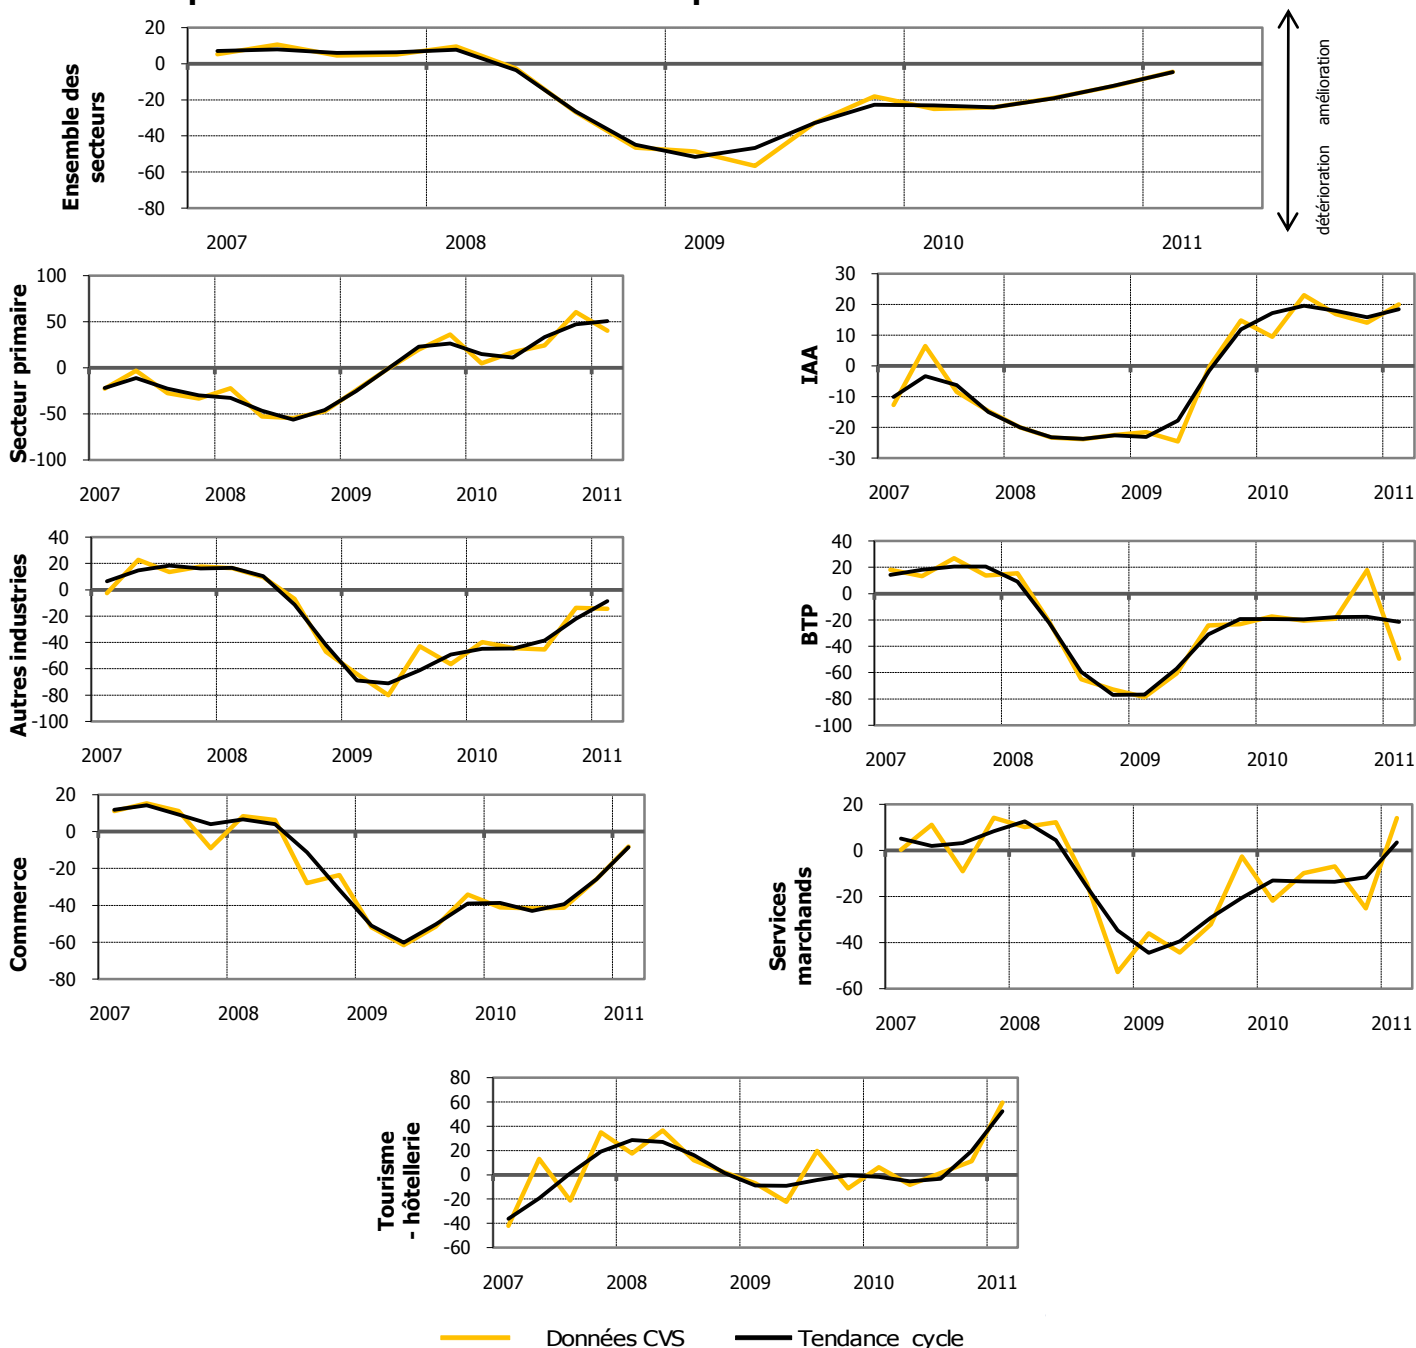 20
0
-20
-40
-60
-80
Ensemble des
secteurs
2007 2008 2009 2010 2011
détérioration amélioration
100
50
0
-50
-100
Secteur primaire
2007 2008 2009 2010 2011
30
20
10
0
-10
-20
-30
IAA
2007 2008 2009 2010 2011
40
20
0
-20
-40
-60
-80
-100
Autres industries
2007 2008 2009 2010 2011
40
20
0
-20
-40
-60
-80
-100
BTP
2007 2008 2009 2010 2011
20
0
-20
-40
-60
-80
Commerce
2007 2008 2009 2010 2011
20
0
-20
-40
-60
Services
marchands
2007 2008 2009 2010 2011
80
60
40
20
0
-20
-40
-60
Tourisme
- hôtellerie
2007 2008 2009 2010 2011
Données CVS Tendance cycle